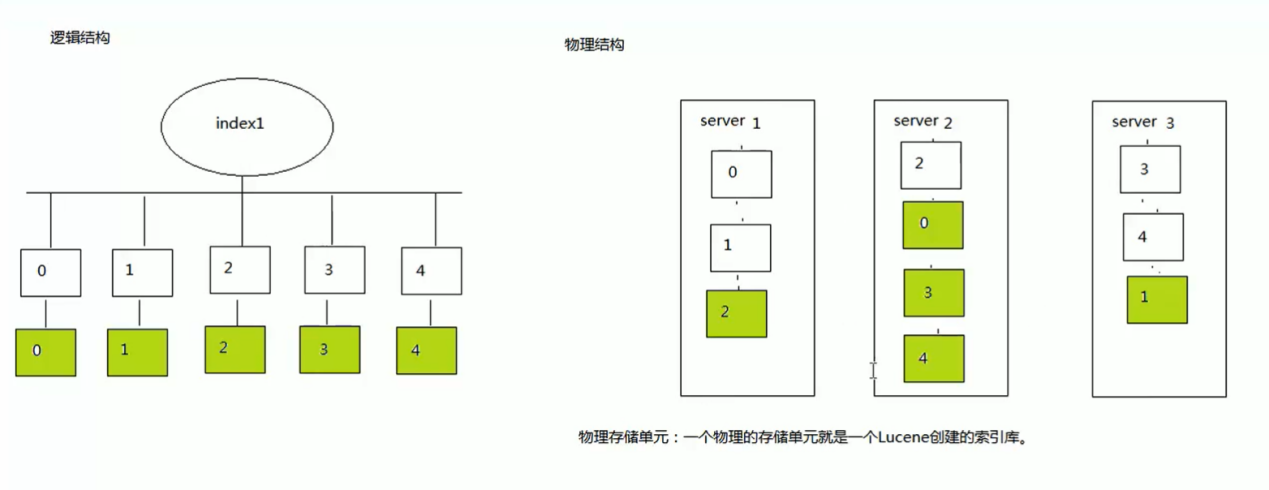 逻辑结构
index1
0 1 2 3 4
0 1 2 3 4
物理结构
server 1
0
1
2
server 2
2
0
3
4
server 3
3
4
1
物理存储单元：一个物理的存储单元就是一个Lucene创建的索引库。